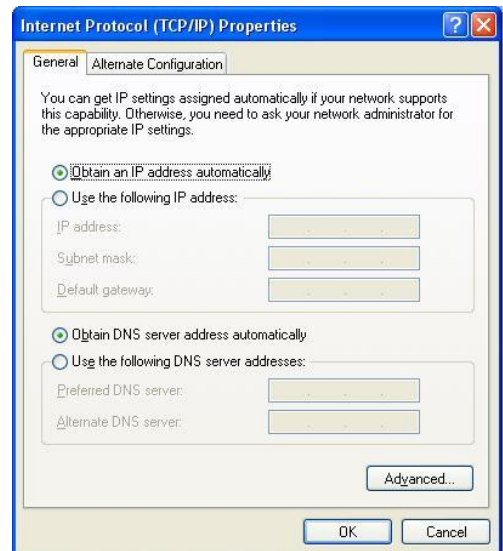 Internet Protocol (TCP/IP) Properties
General
Alternate Configuration
You can get IP settings assigned automatically if your network supports
this capability. Otherwise, you need to ask your network administrator for
the appropriate IP settings.
Obtain an IP address automatically
Use the following IP address:
IP address:
Subnet mask:
Default gateway:
Obtain DNS server address automatically
Use the following DNS server addresses:
Preferred DNS server:
Alternate DNS server:
Advanced...
OK
Cancel